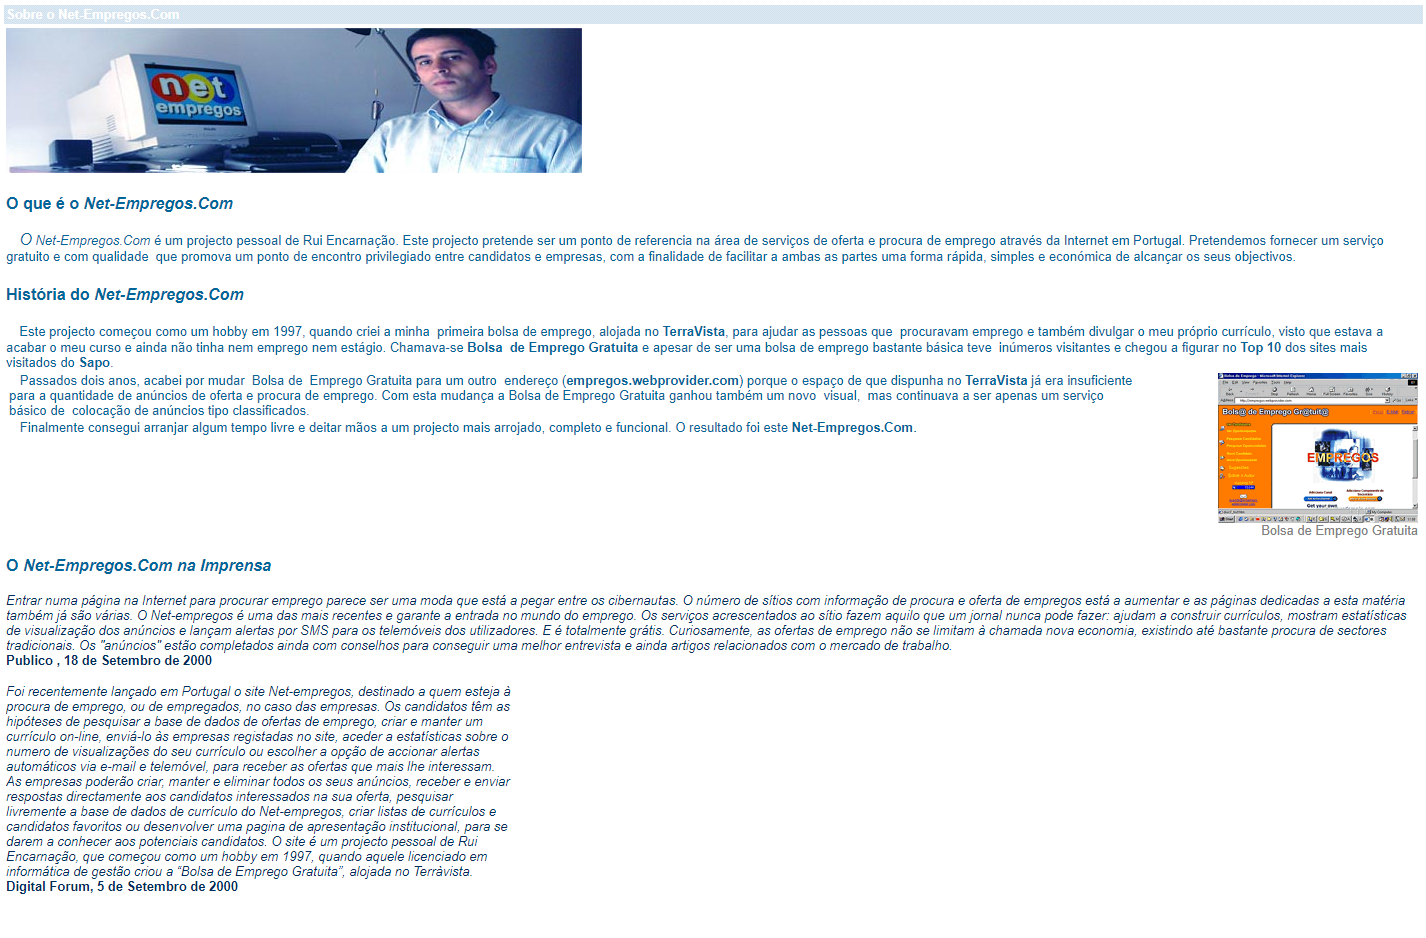 Sobre o Net-Empregos.Com
net
empregos
O que é o Net-Empregos.Com
O Net-Empregos.Com é um projecto pessoal de Rui Encarnação. Este projecto pretende ser um ponto de referencia na área de serviços de oferta e procura de emprego através da Internet em Portugal. Pretendemos fornecer um serviço
gratuito e com qualidade que promova um ponto de encontro privilegiado entre candidatos e empresas, com a finalidade de facilitar a ambas as partes uma forma rápida, simples e económica de alcançar os seus objectivos.
História do Net-Empregos.Com
Este projecto começou como um hobby em 1997, quando criei a minha primeira bolsa de emprego, alojada no TerraVista, para ajudar as pessoas que procuravam emprego e também divulgar o meu próprio currículo, visto que estava a
acabar o meu curso e ainda não tinha nem emprego nem estágio. Chamava-se Bolsa de Emprego Gratuita e apesar de ser uma bolsa de emprego bastante básica teve inúmeros visitantes e chegou a figurar no Top 10 dos sites mais
visitados do Sapo.
Passados dois anos, acabei por mudar Bolsa de Emprego Gratuita para um outro endereço (empregos.webprovider.com) porque o espaço de que dispunha no TerraVista já era insuficiente
para a quantidade de anúncios de oferta e procura de emprego. Com esta mudança a Bolsa de Emprego Gratuita ganhou também um novo visual, mas continuava a ser apenas um serviço
básico de colocação de anúncios tipo classificados.
Finalmente consegui arranjar algum tempo livre e deitar mãos a um projecto mais arrojado, completo e funcional. O resultado foi este Net-Empregos.Com.
Bols@ de Emprego Gr@tuit@
EMPREGOS
Get your own
Bolsa de Emprego Gratuita
O Net-Empregos.Com na Imprensa
Entrar numa página na Internet para procurar emprego parece ser uma moda que está a pegar entre os cibernautas. O número de sítios com informação de procura e oferta de empregos está a aumentar e as páginas dedicadas a esta matéria
também já são várias. O Net-empregos é uma das mais recentes e garante a entrada no mundo do emprego. Os serviços acrescentados ao sítio fazem aquilo que um jornal nunca pode fazer: ajudam a construir currículos, mostram estatísticas
de visualização dos anúncios e lançam alertas por SMS para os telemóveis dos utilizadores. E é totalmente grátis. Curiosamente, as ofertas de emprego não se limitam à chamada nova economia, existindo até bastante procura de sectores
tradicionais. Os "anúncios" estão completados ainda com conselhos para conseguir uma melhor entrevista e ainda artigos relacionados com o mercado de trabalho.
Publico , 18 de Setembro de 2000
Foi recentemente lançado em Portugal o site Net-empregos, destinado a quem esteja à
procura de emprego, ou de empregados, no caso das empresas. Os candidatos têm as
hipóteses de pesquisar a base de dados de ofertas de emprego, criar e manter um
currículo on-line, enviá-lo às empresas registadas no site, aceder a estatísticas sobre o
numero de visualizações do seu currículo ou escolher a opção de accionar alertas
automáticos via e-mail e telemóvel, para receber as ofertas que mais lhe interessam.
As empresas poderão criar, manter e eliminar todos os seus anúncios, receber e enviar
respostas directamente aos candidatos interessados na sua oferta, pesquisar
livremente a base de dados de currículo do Net-empregos, criar listas de currículos e
candidatos favoritos ou desenvolver uma pagina de apresentação institucional, para se
darem a conhecer aos potenciais candidatos. O site é um projecto pessoal de Rui
Encarnação, que começou como um hobby em 1997, quando aquele licenciado em
informática de gestão criou a “Bolsa de Emprego Gratuita”, alojada no Terràvista.
Digital Forum, 5 de Setembro de 2000